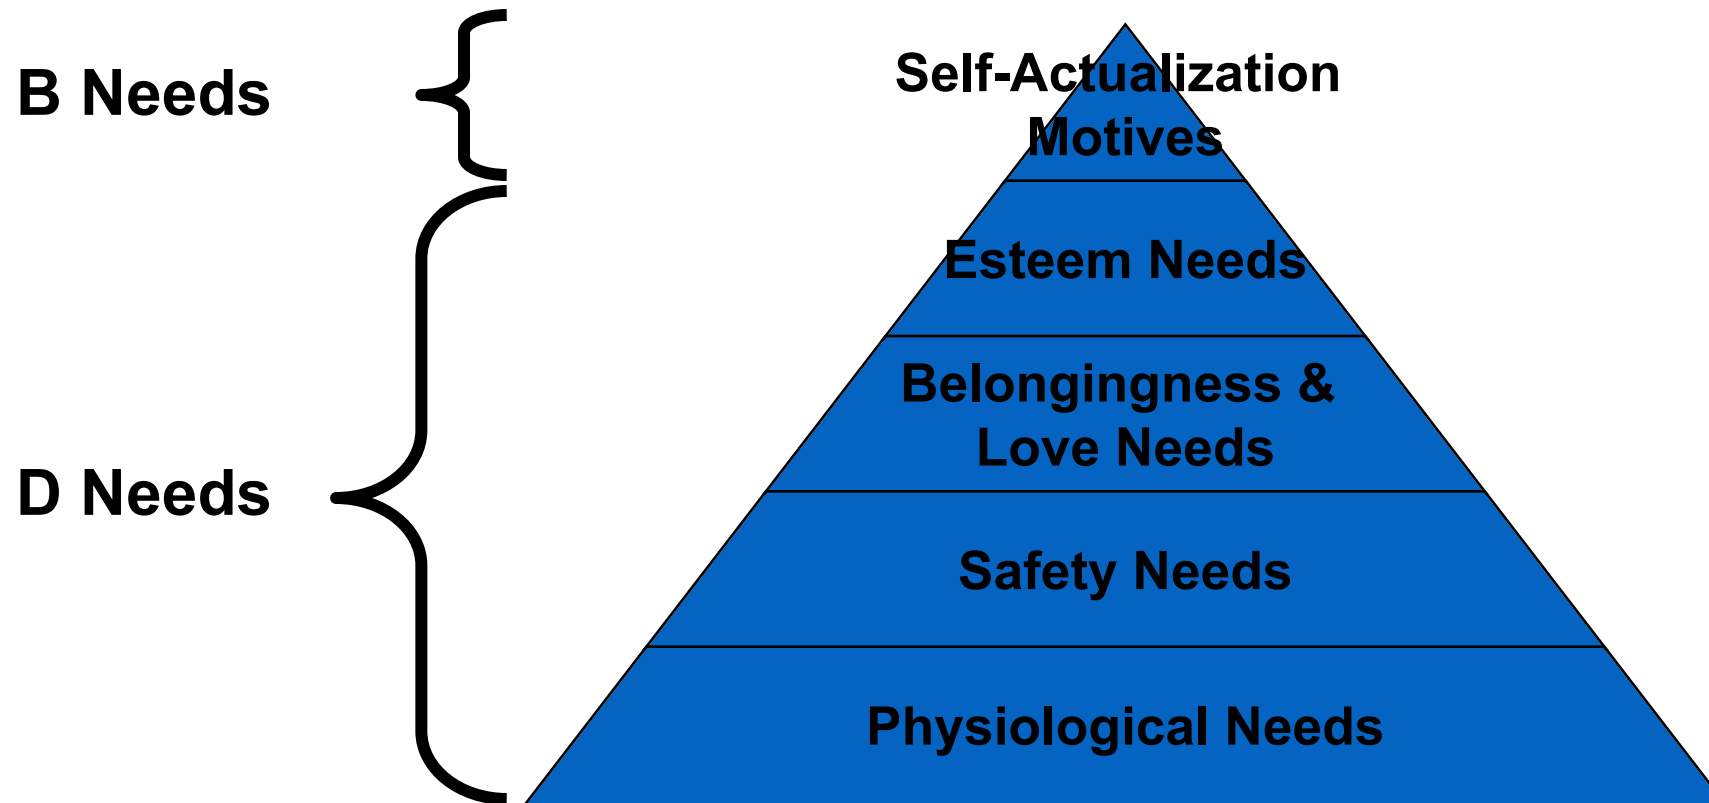 B Needs
Self-Actualization
Motives
Esteem Needs
Belongingness &
Love Needs
D Needs
Safety Needs
Physiological Needs